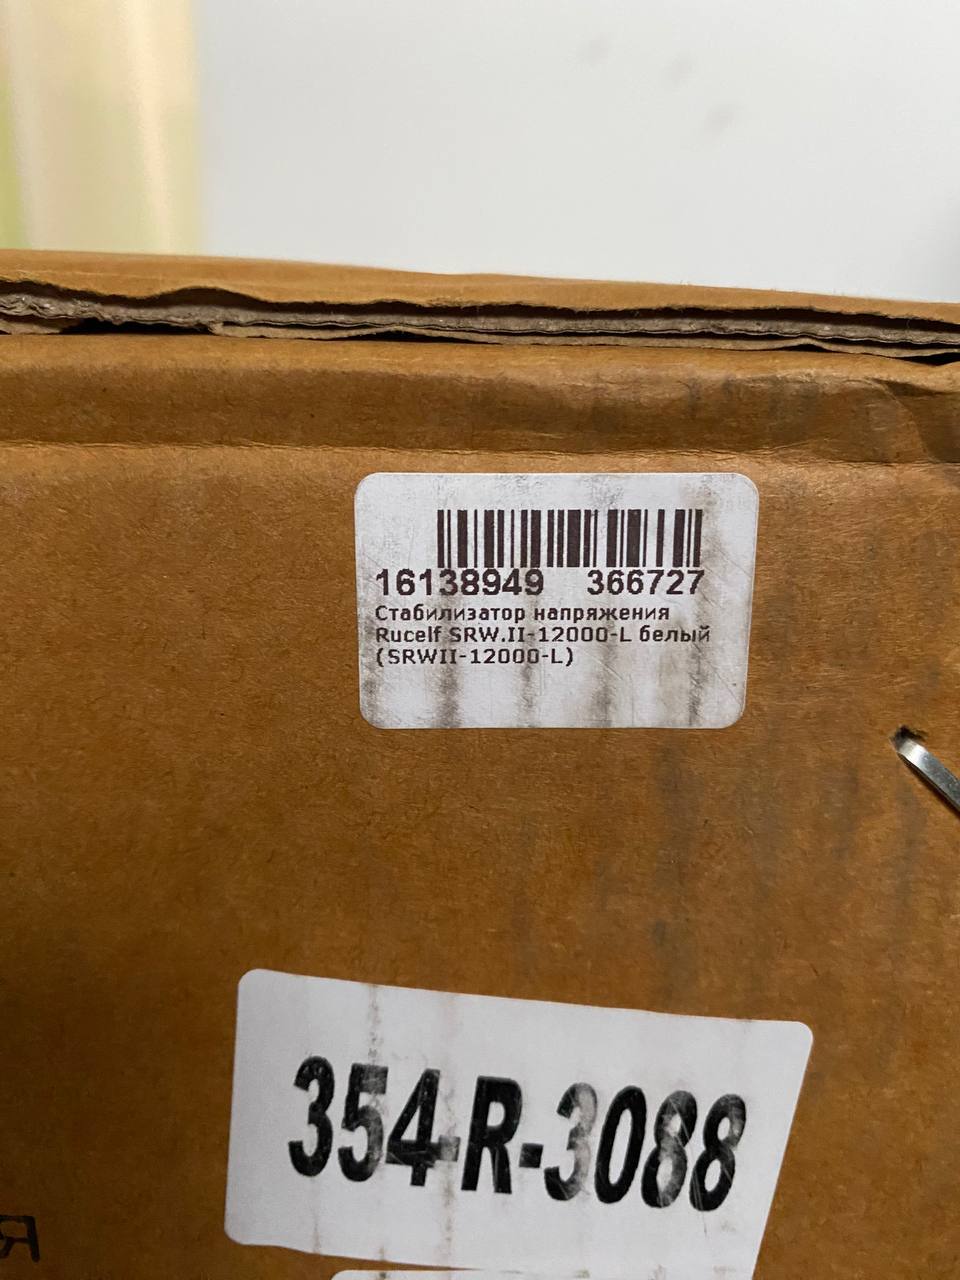 16138949 366727
Стабилизатор напряжения
Rucelf SRW.II-12000-L белый
(SRWII-12000-L)
354-R-3088
Я